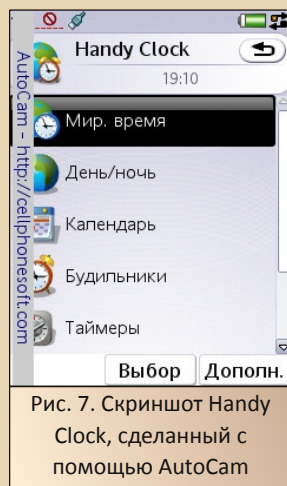 Handy Clock
19:10
AutoCam - http://cellphonesoft.com
Мир. время
День/ночь
Календарь
Будильники
Таймеры
Выбор Дополн.
Рис. 7. Скриншот Handy
Clock, сделанный с
помощью AutoCam